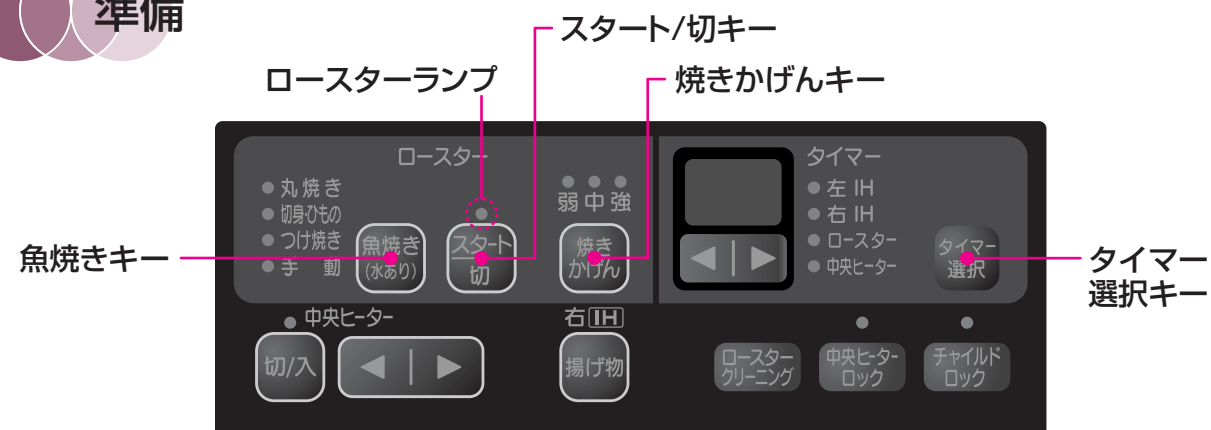 準備
スタート/切キー
ロースターランプ
焼きかげんキー
ロースター
タイマー
丸焼き
切身・ひもの
つけ焼き
手 動
魚焼き
(水あり)
スタート
切
弱 中 強
焼き
かげん
左 IH
右 IH
ロースター
中央ヒーター
タイマー
選択
魚焼きキー
タイマー
選択キー
中央ヒーター
切/入
右IH
揚げ物
ロースター
クリーニング
中央ヒーター
ロック
チャイルド
ロック